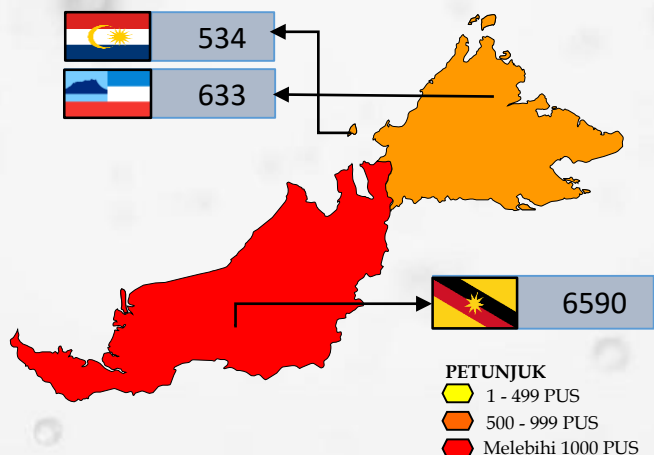 534
633
6590
PETUNJUK
1 - 499 PUS
500 - 999 PUS
Melebihi 1000 PUS